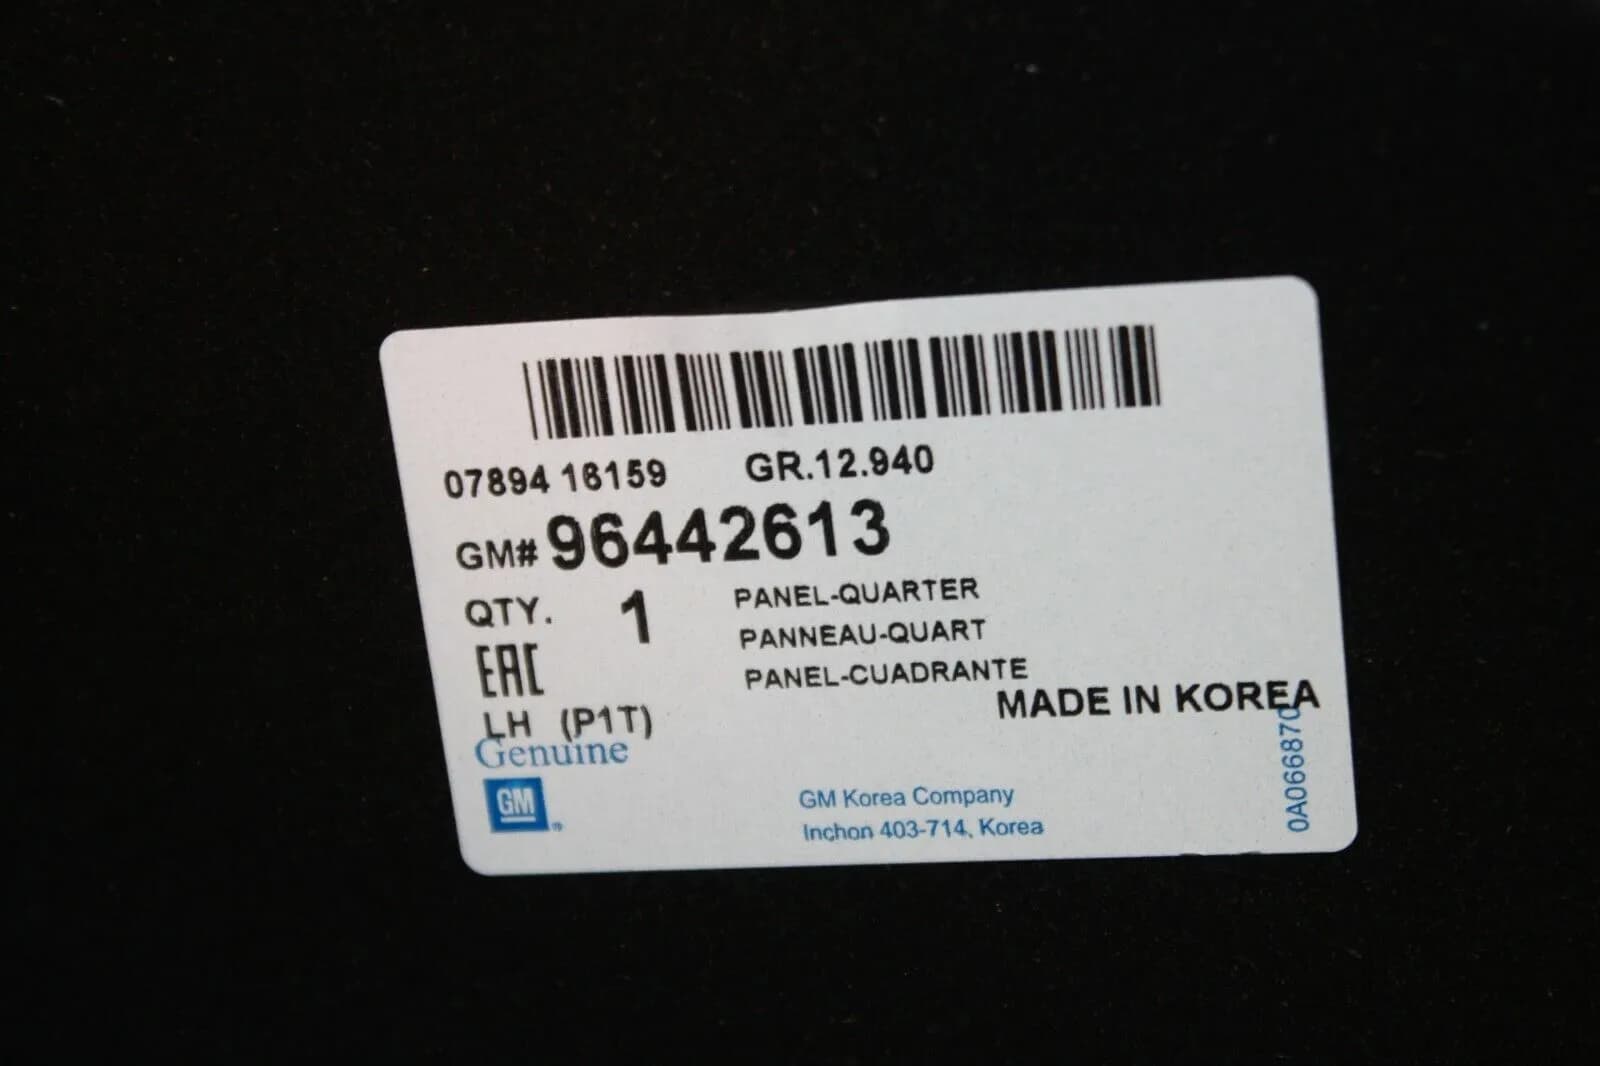 07894 16159 GR.12.940
GM# 96442613
QTY. 1 PANEL-QUARTER
PANNEAU-QUART
EAC PANEL-CUADRANTE
MADE IN KOREA
LH (P1T)
Genuine
GM
GM Korea Company
Inchon 403-714, Korea
0A066870